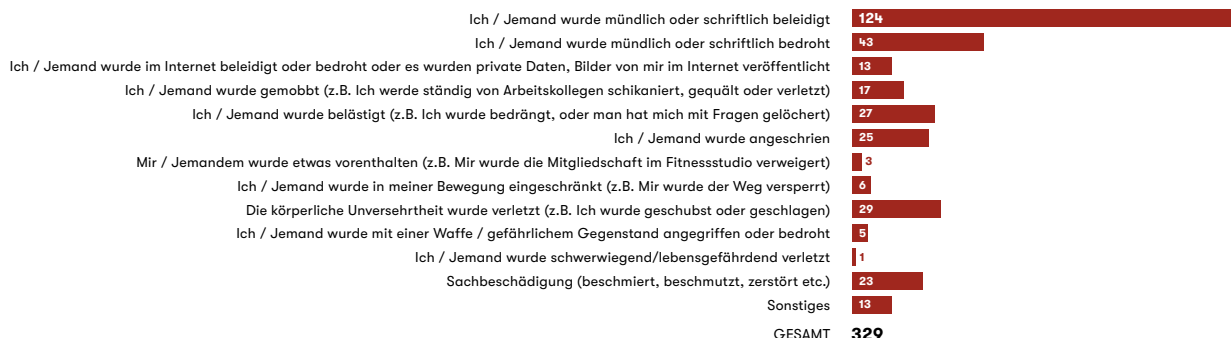 Ich / Jemand wurde mündlich oder schriftlich beleidigt 124
Ich / Jemand wurde mündlich oder schriftlich bedroht 43
Ich / Jemand wurde im Internet beleidigt oder bedroht oder es wurden private Daten, Bilder von mir im Internet veröffentlicht 13
Ich / Jemand wurde gemobbt (z.B. Ich werde ständig von Arbeitskollegen schikaniert, gequält oder verletzt) 17
Ich / Jemand wurde belästigt (z.B. Ich wurde bedrängt, oder man hat mich mit Fragen gelöchert) 27
Ich / Jemand wurde angeschrien 25
Mir / Jemandem wurde etwas vorenthalten (z.B. Mir wurde die Mitgliedschaft im Fitnessstudio verweigert) 3
Ich / Jemand wurde in meiner Bewegung eingeschränkt (z.B. Mir wurde der Weg versperrt) 6
Die körperliche Unversehrtheit wurde verletzt (z.B. Ich wurde geschubst oder geschlagen) 29
Ich / Jemand wurde mit einer Waffe / gefährlichem Gegenstand angegriffen oder bedroht 5
Ich / Jemand wurde schwerwiegend/lebensgefährdend verletzt 1
Sachbeschädigung (beschmiert, beschmutzt, zerstört etc.) 23
Sonstiges 13
GESAMT 329